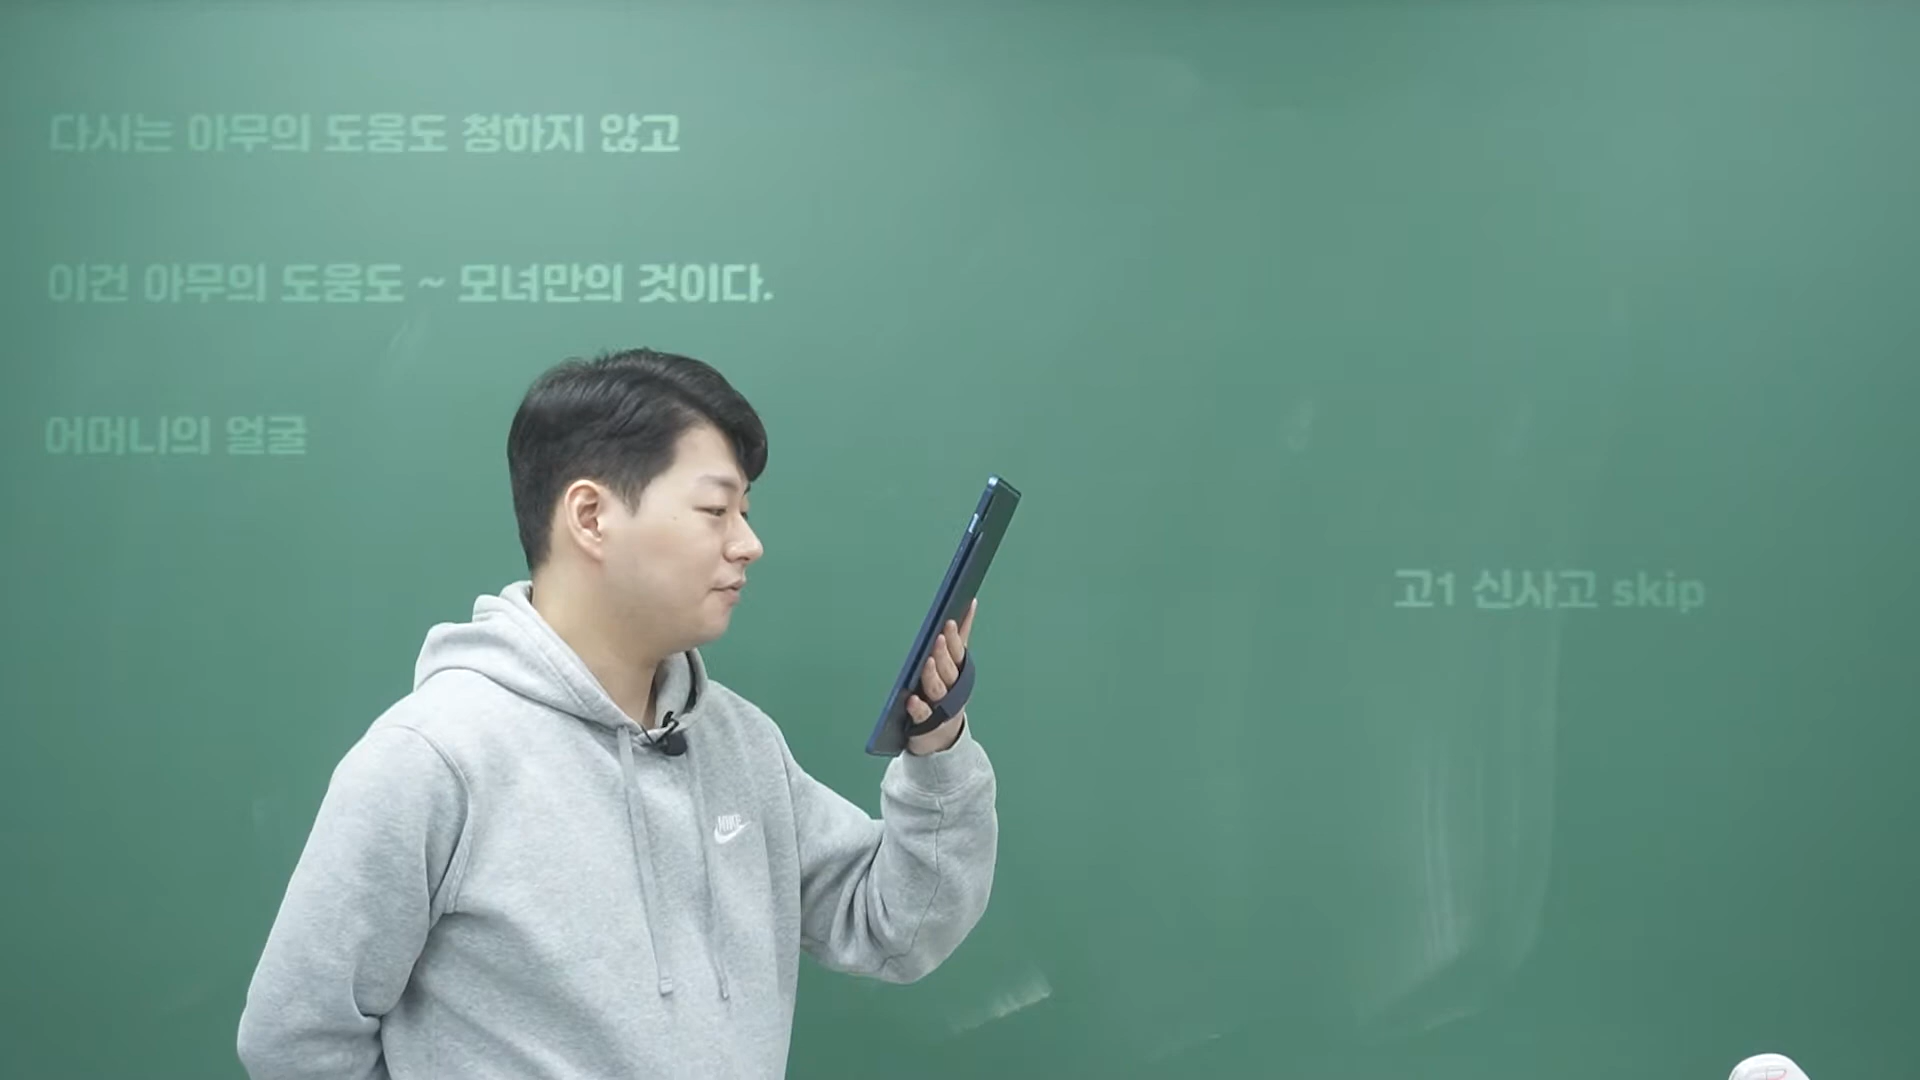 다시는 아무의 도움도 청하지 않고
이건 아무의 도움도 ~ 모녀만의 것이다.
어머니의 얼굴
고1 신사고 skip
NIKE